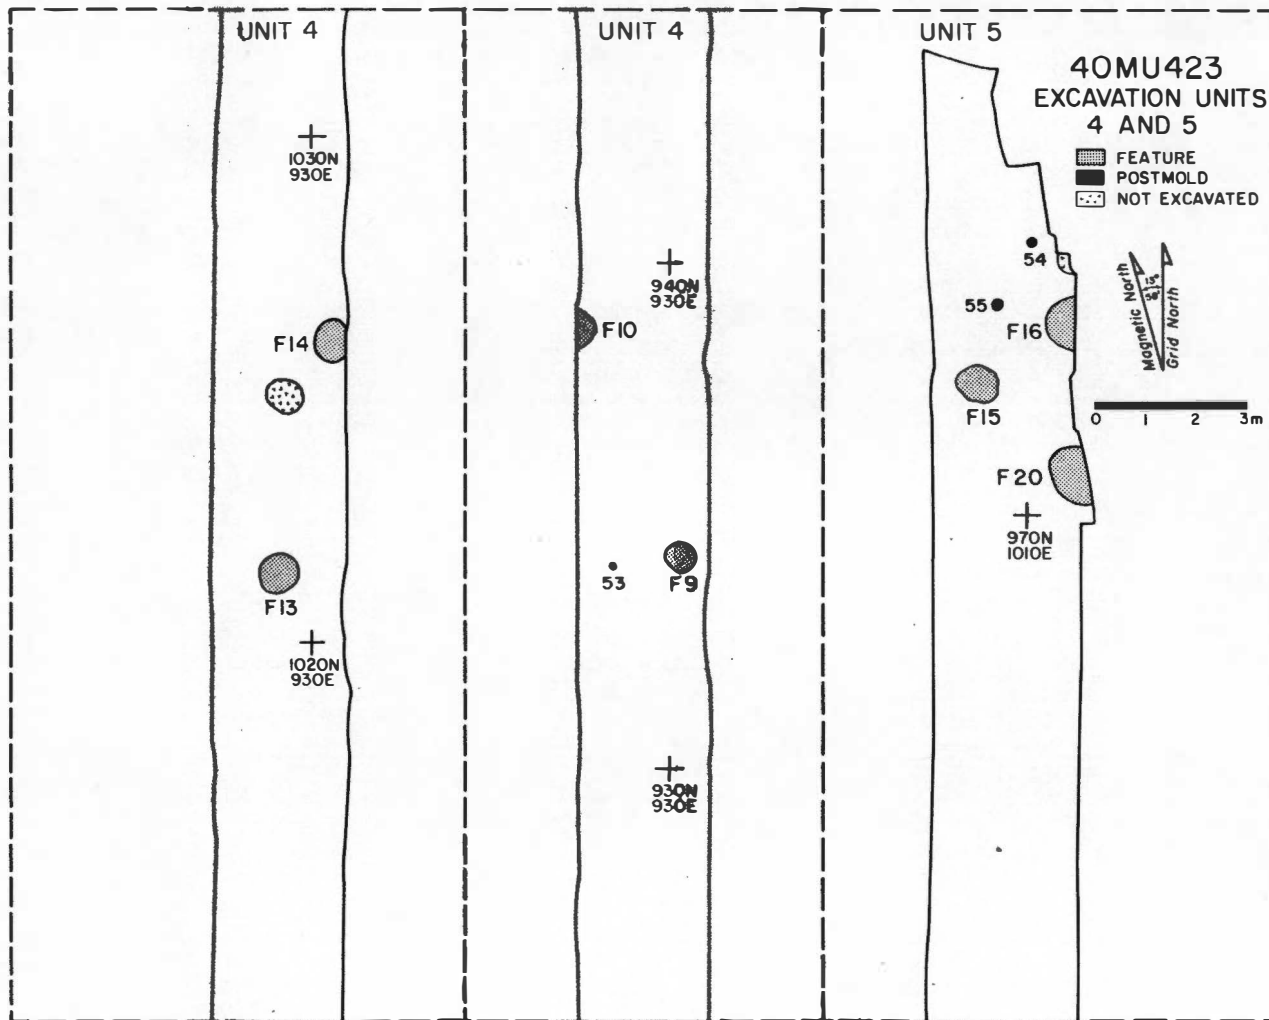 UNIT 4
1030N
930E
F14
F13
1020N
930E
UNIT 4
940N
930E
F10
53
F9
930N
930E
UNIT 5
40MU423
EXCAVATION UNITS
4 AND 5
FEATURE
POSTMOLD
NOT EXCAVATED
54
55
F16
F15
F20
970N
1010E
Magnetic North
Grid North
0 1 2 3m